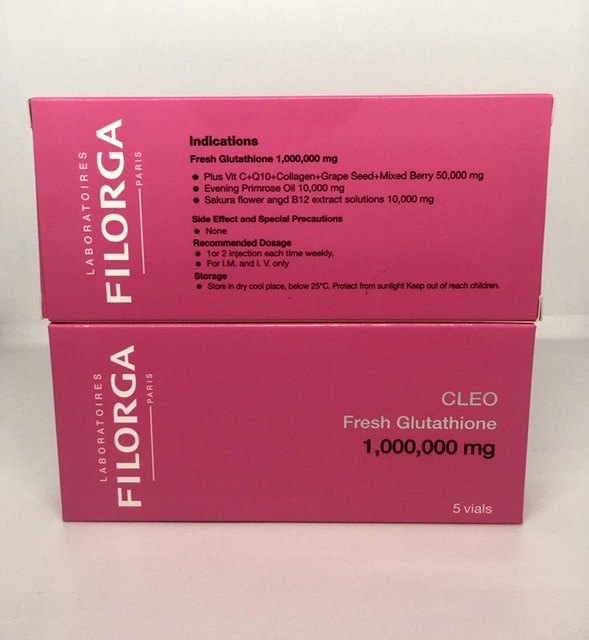 LABORATOIRES
FILORGA
PARIS
Indications
Fresh Glutathione 1,000,000 mg
• Plus Vit C+Q10+Collagen+Grape Seed+Mixed Berry 50,000 mg
• Evening Primrose Oil 10,000 mg
• Sakura flower angd B12 extract solutions 10,000 mg
Side Effect and Special Precautions
• None
Recommended Dosage
• 1or 2 injection each time weekly,
• For I.M. and I. V. only
Storage
• Store in dry cool place, below 25°C. Protect from sunlight Keep out of reach children.
LABORATOIRES
FILORGA
PARIS
CLEO
Fresh Glutathione
1,000,000 mg
5 vials